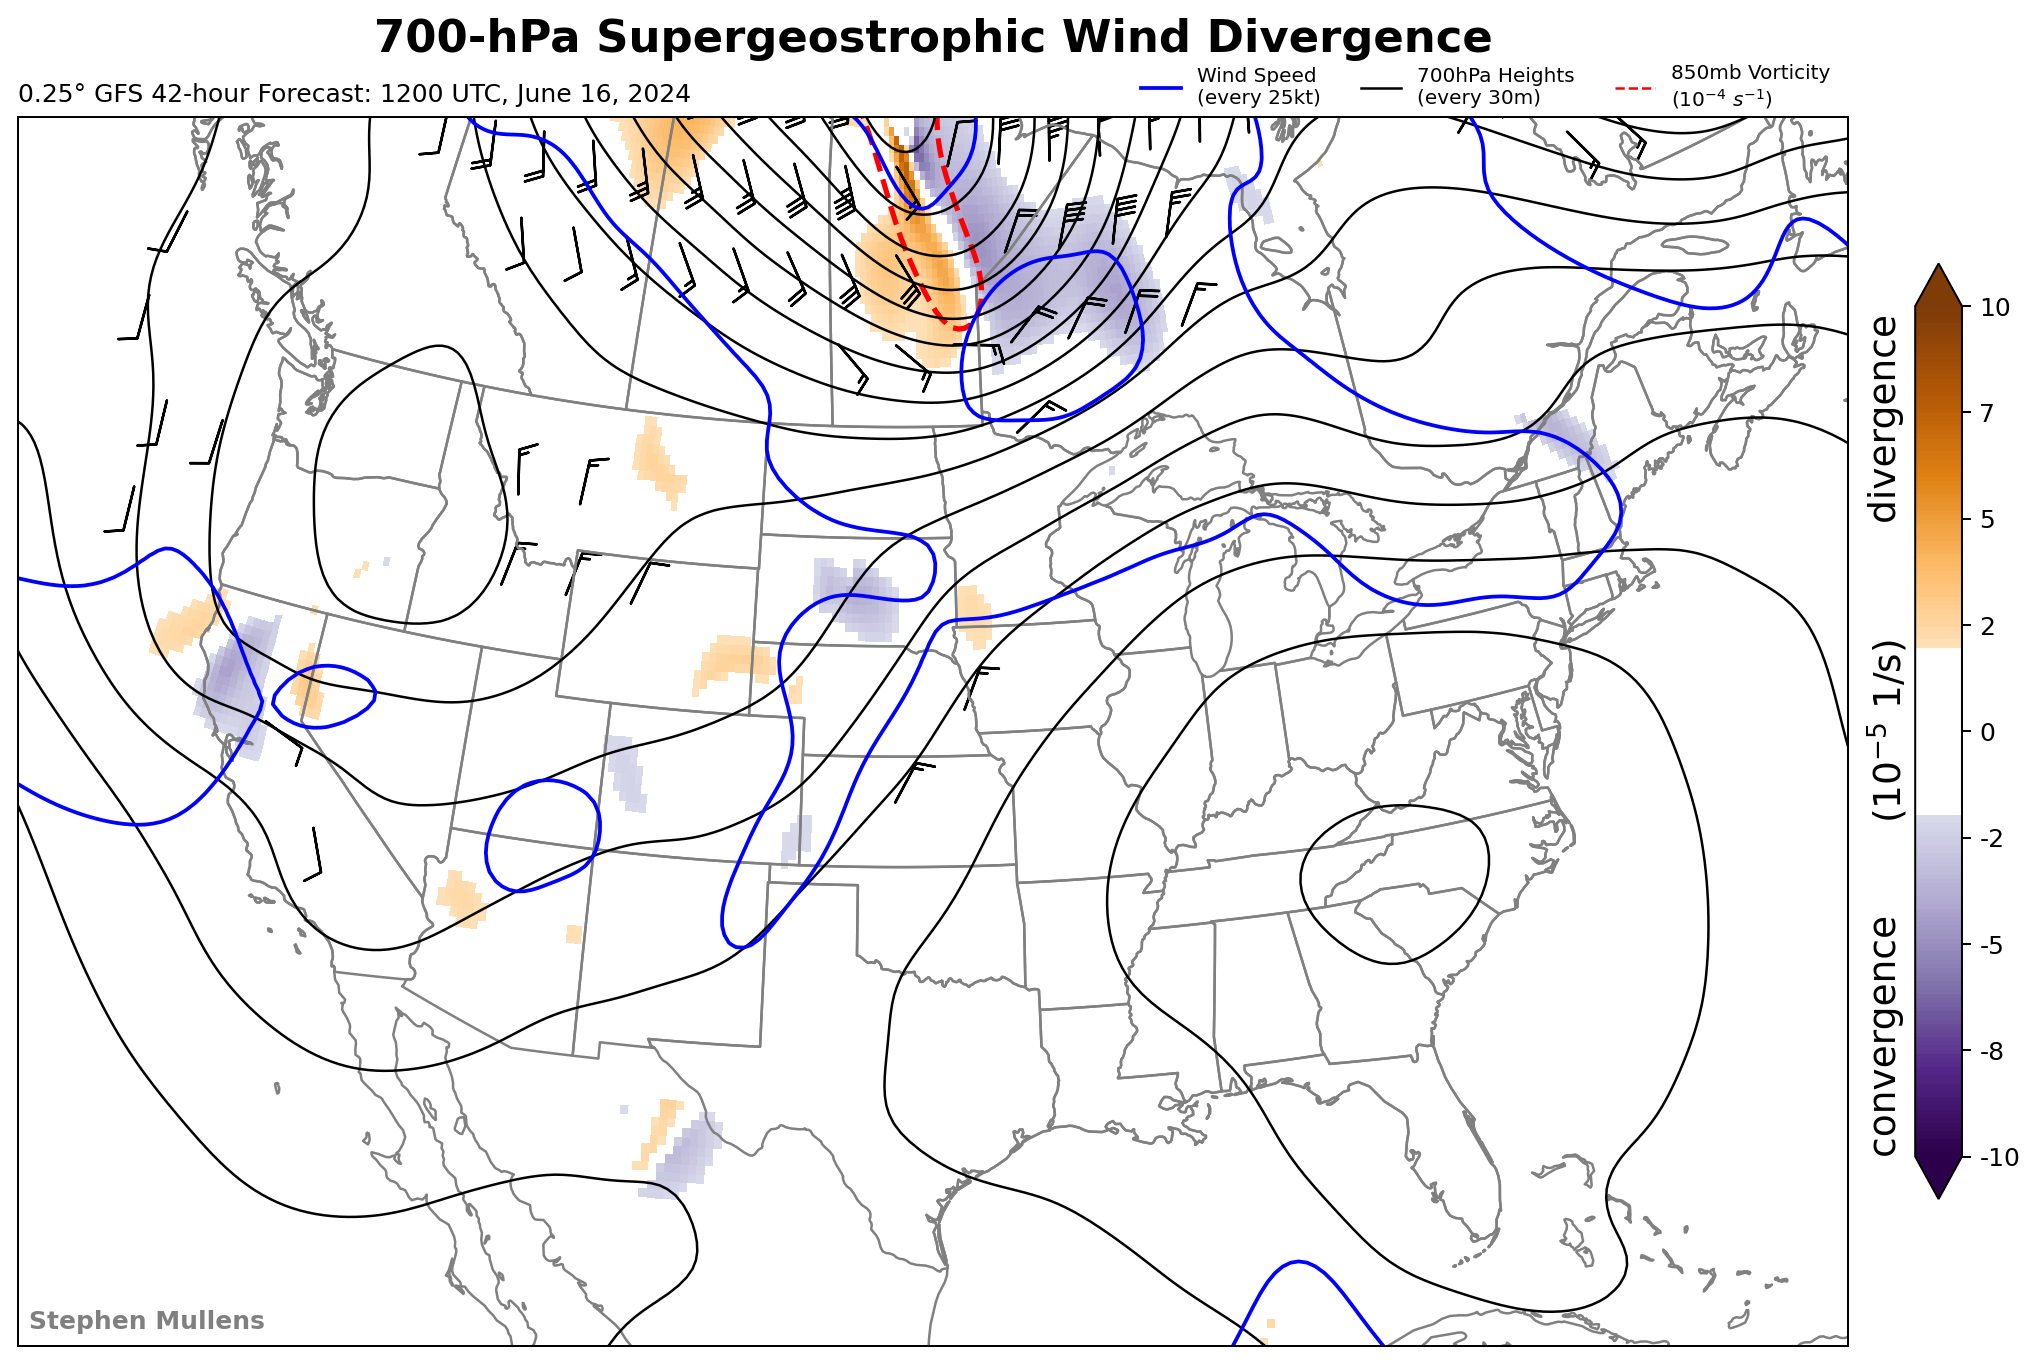 700-hPa Supergeostrophic Wind Divergence
0.25° GFS 42-hour Forecast: 1200 UTC, June 16, 2024
Wind Speed
(every 25kt)
700hPa Heights
(every 30m)
850mb Vorticity
(10⁻⁴ s⁻¹)
10
7
5
2
0
-2
-5
-8
-10
convergence (10⁻⁵ 1/s) divergence
Stephen Mullens